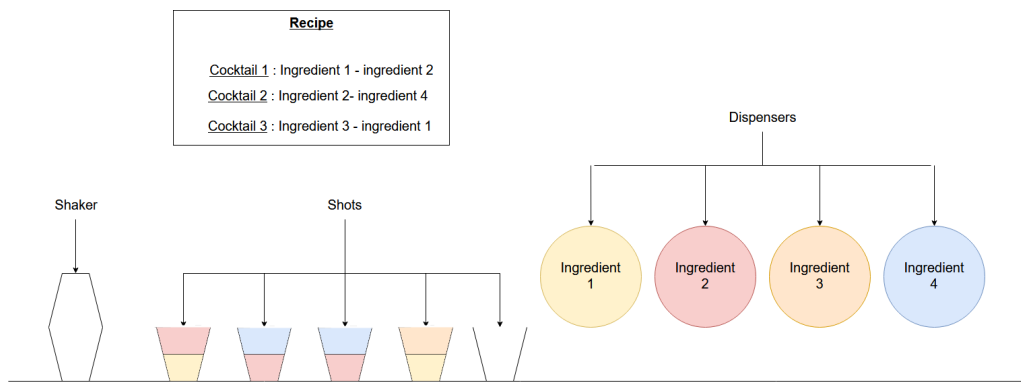 Recipe
Cocktail 1 : Ingredient 1 - ingredient 2
Cocktail 2 : Ingredient 2- ingredient 4
Cocktail 3 : Ingredient 3 - ingredient 1
Dispensers
Shaker
Shots
Ingredient
1
Ingredient
2
Ingredient
3
Ingredient
4